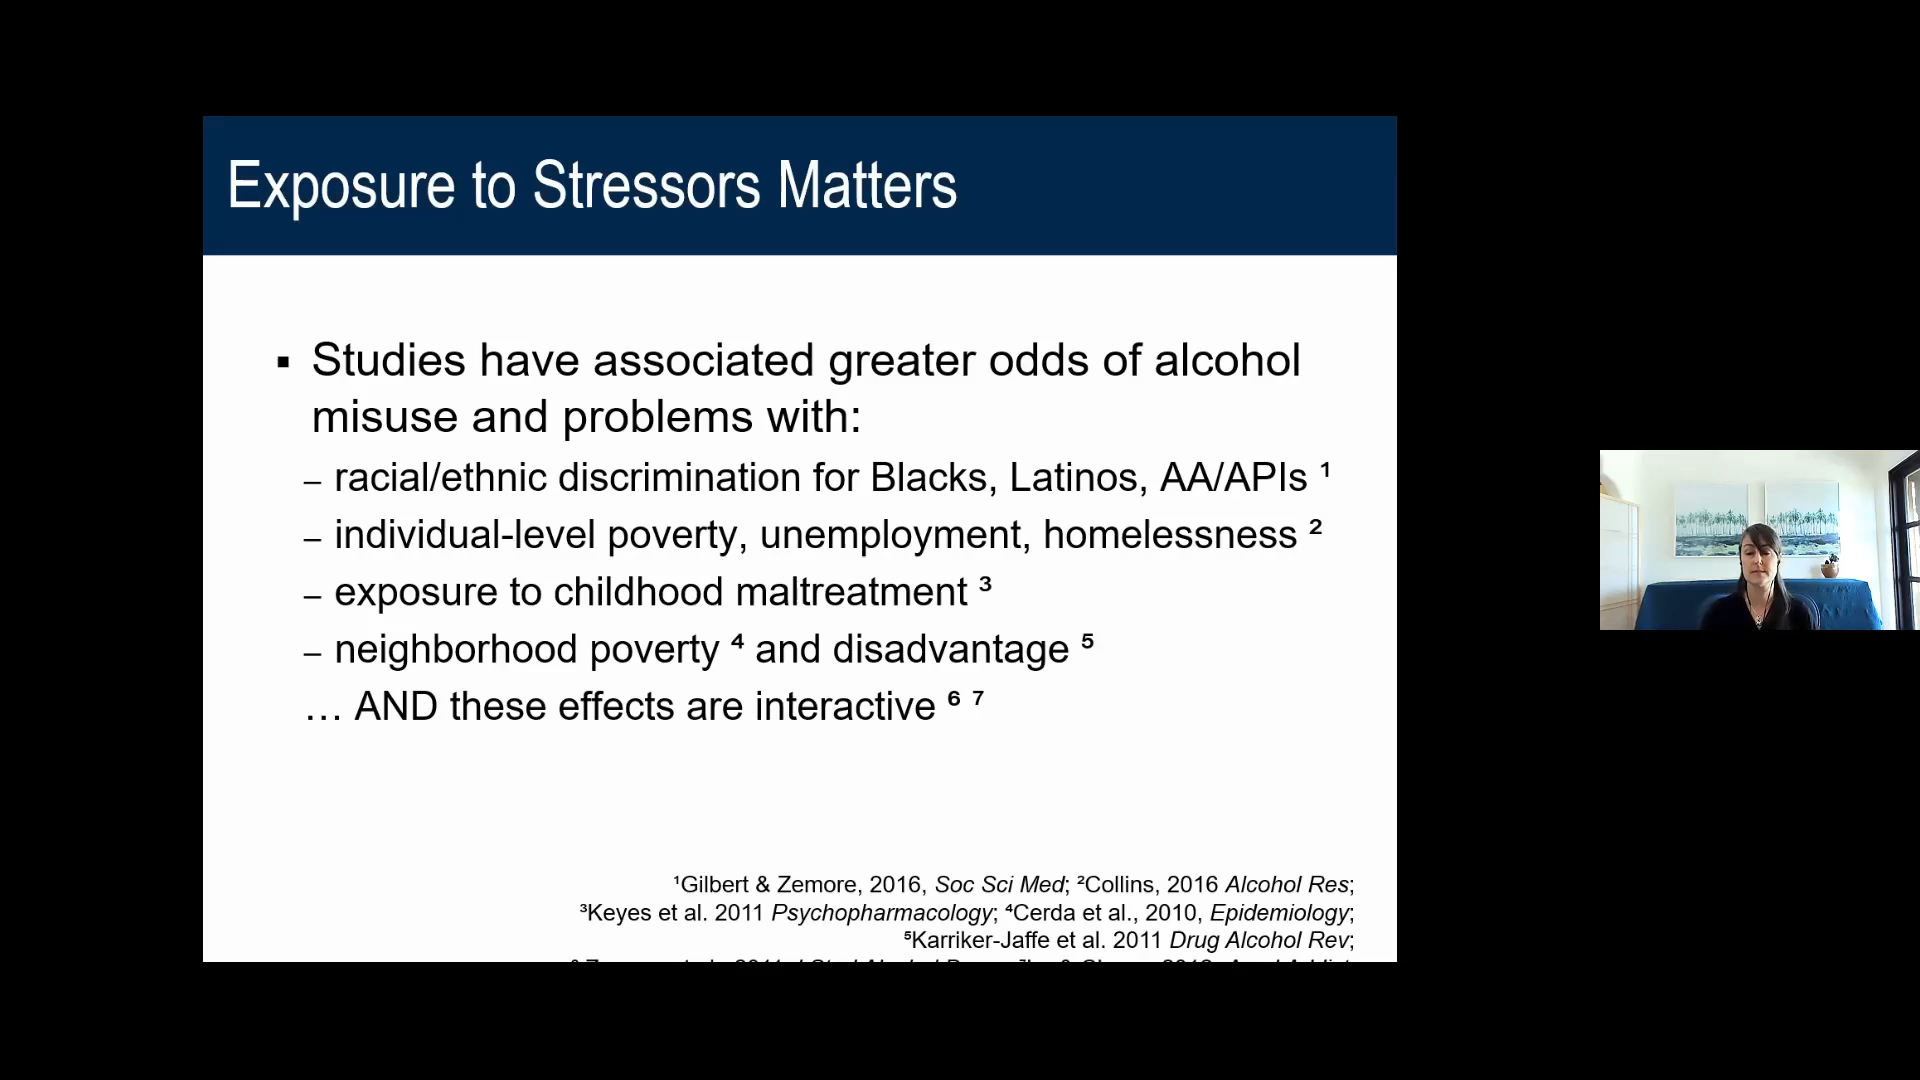 Exposure to Stressors Matters
▪ Studies have associated greater odds of alcohol
misuse and problems with:
– racial/ethnic discrimination for Blacks, Latinos, AA/APIs ¹
– individual-level poverty, unemployment, homelessness ²
– exposure to childhood maltreatment ³
– neighborhood poverty ⁴ and disadvantage ⁵
… AND these effects are interactive ⁶ ⁷
¹Gilbert & Zemore, 2016, Soc Sci Med; ²Collins, 2016 Alcohol Res;
³Keyes et al. 2011 Psychopharmacology; ⁴Cerda et al., 2010, Epidemiology;
⁵Karriker-Jaffe et al. 2011 Drug Alcohol Rev;